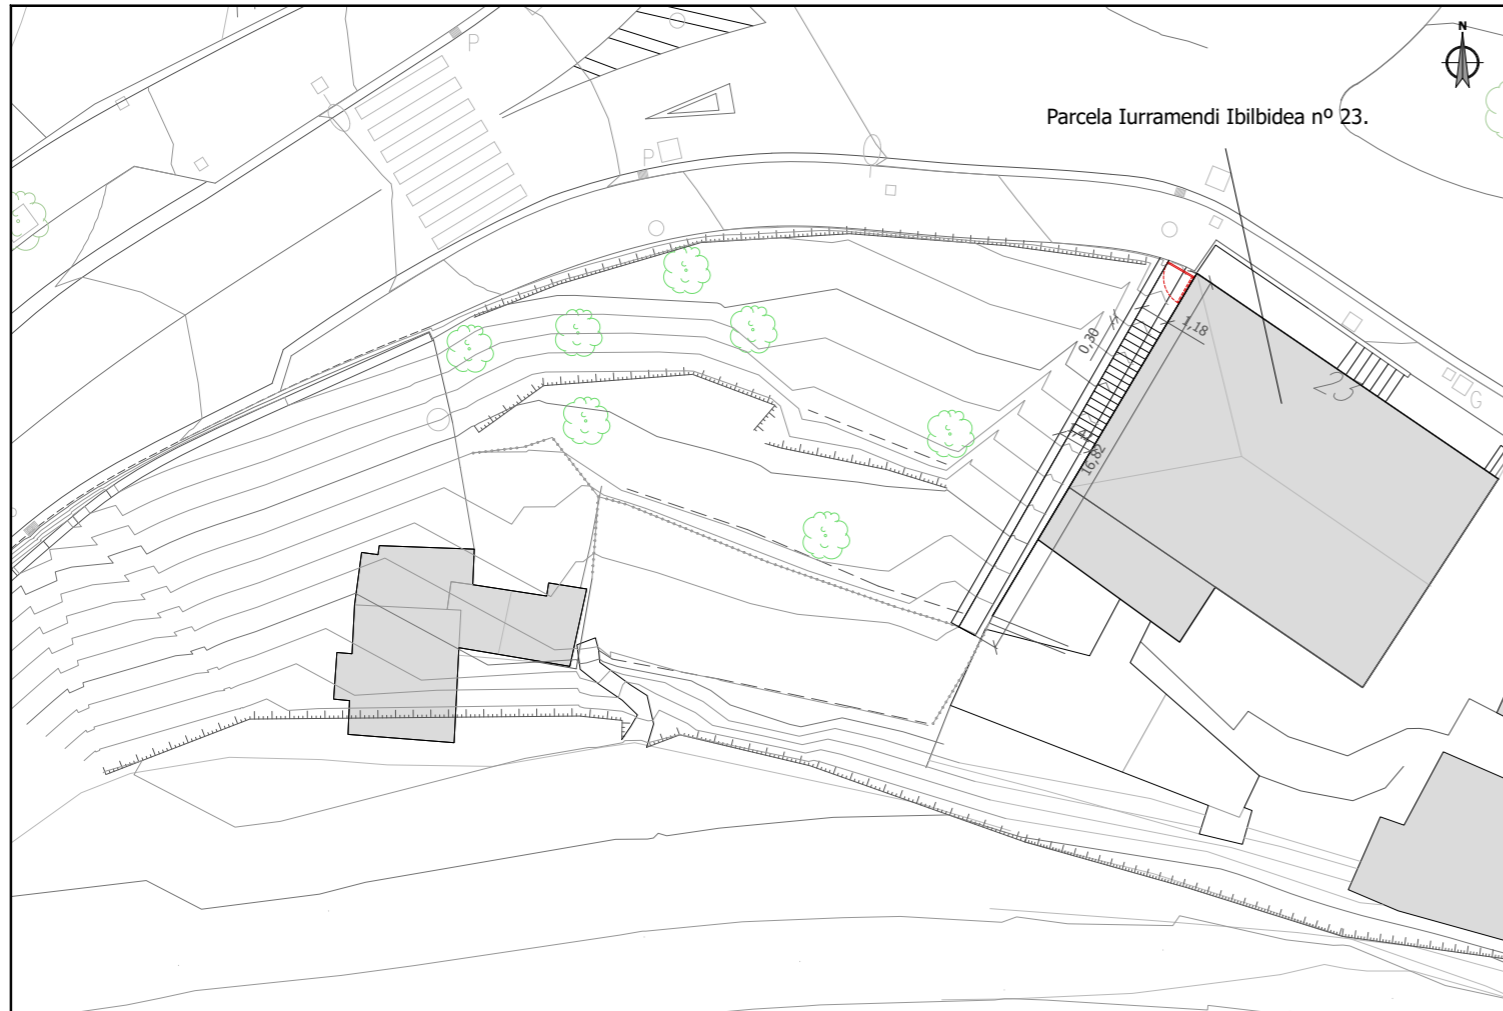 P
N
Parcela Iurramendi Ibilbidea nº 23.
P
1,18
0,30
23
G
16,82